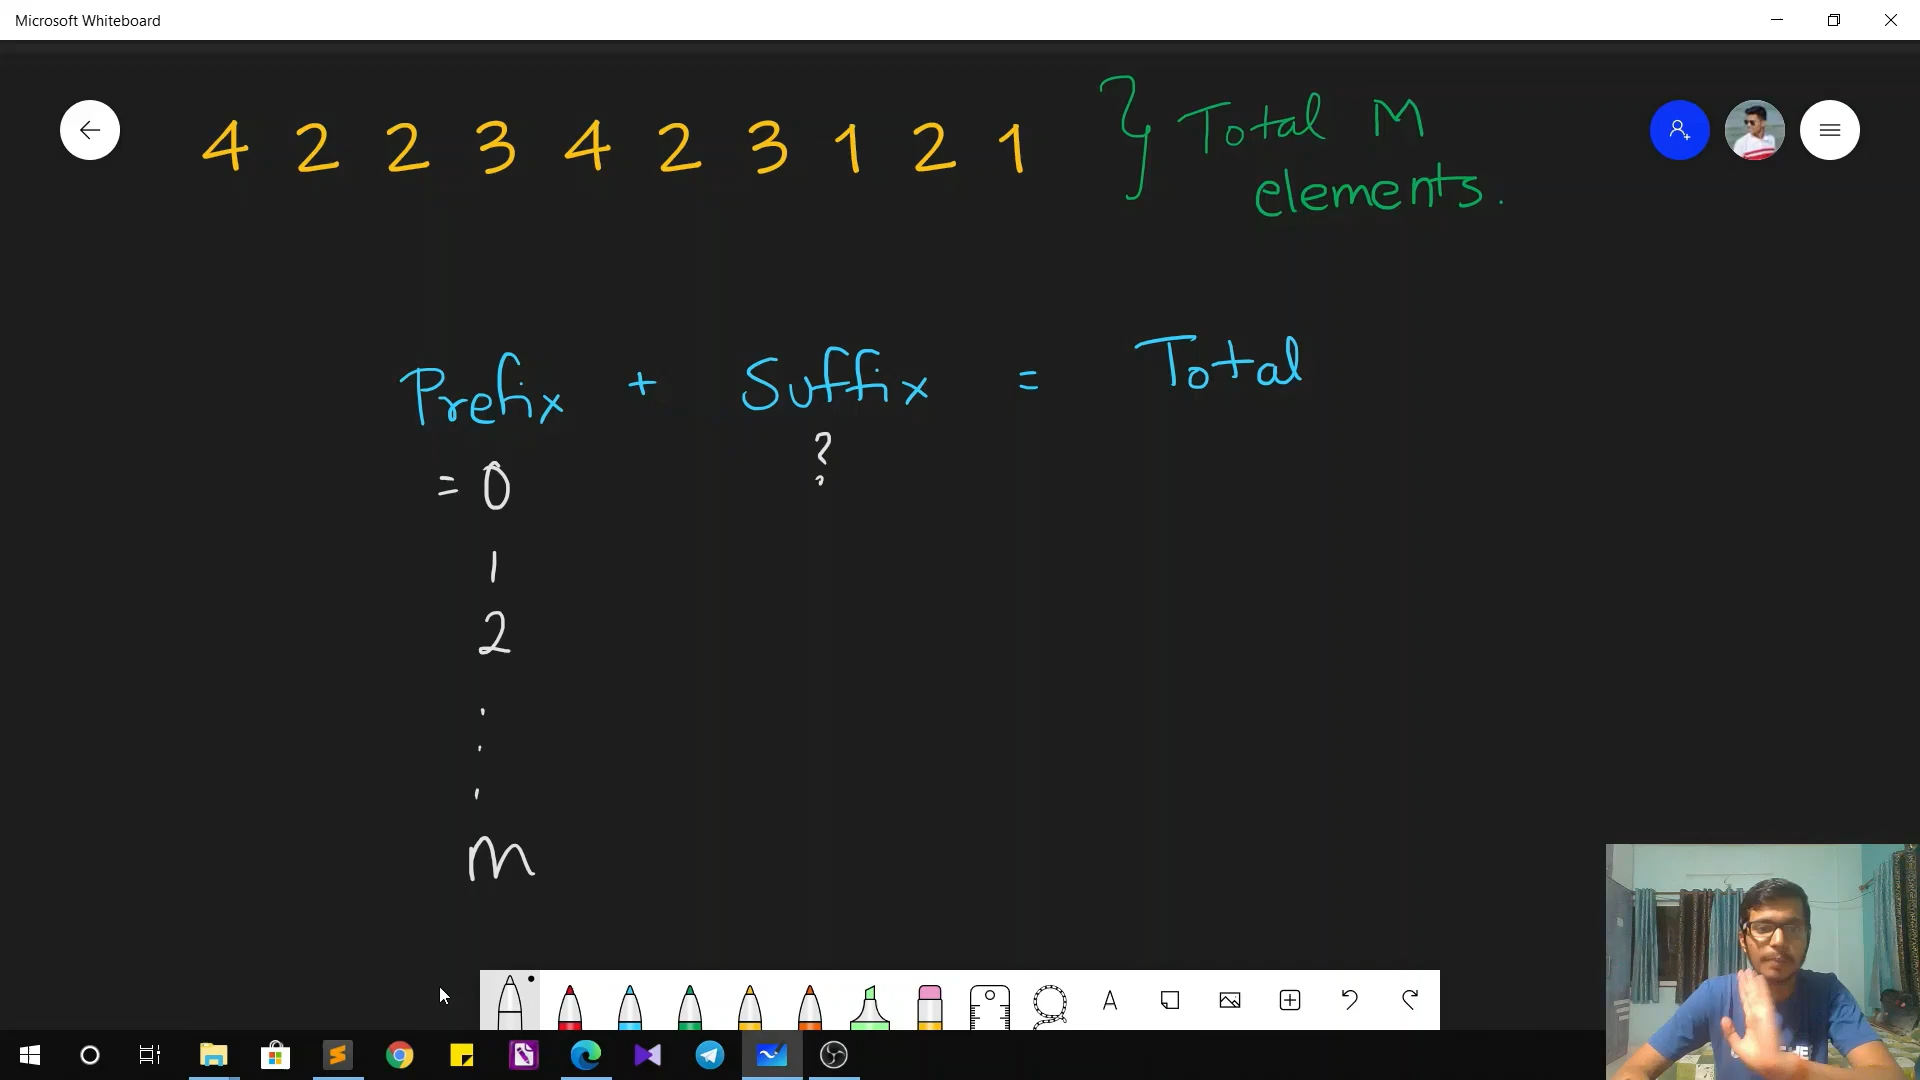 Microsoft Whiteboard
4 2 2 3 4 2 3 1 2 1 } Total M
elements.
Prefix + Suffix = Total
= 0 ?
1
2
.
.
.
M